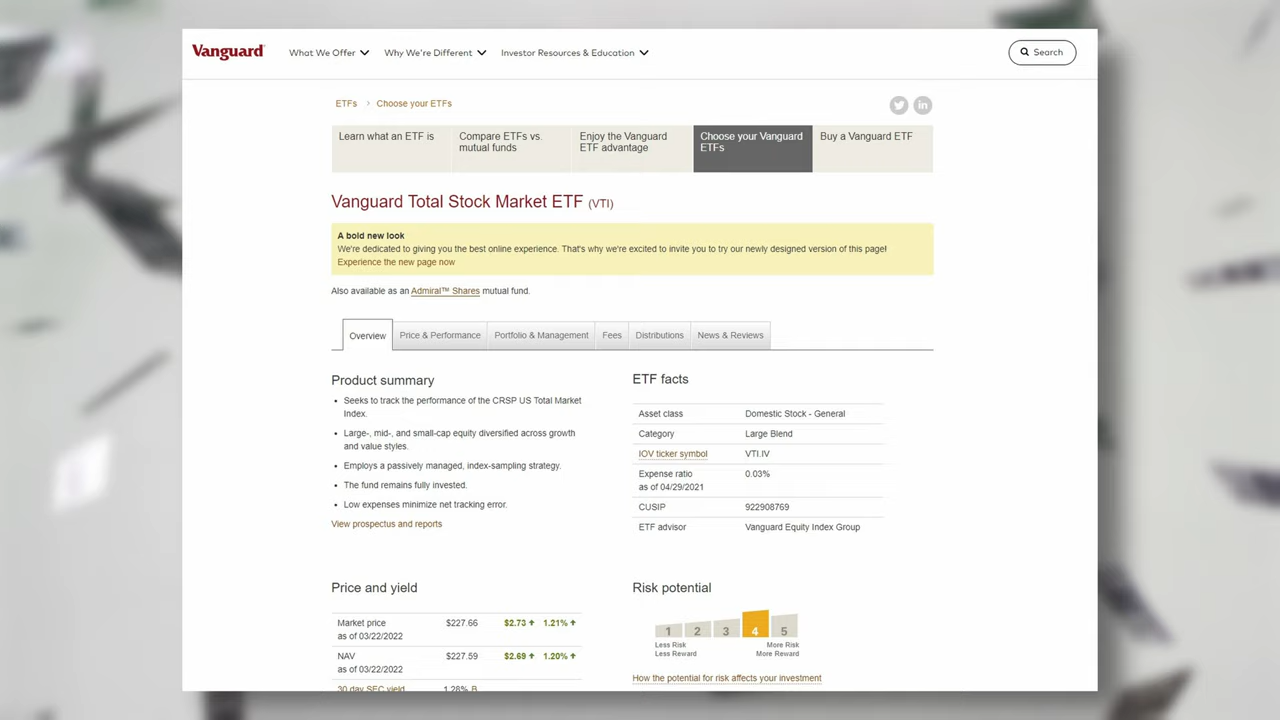 Vanguard
What We Offer
Why We're Different
Investor Resources & Education
Search
ETFs > Choose your ETFs
Learn what an ETF is
Compare ETFs vs.
mutual funds
Enjoy the Vanguard
ETF advantage
Choose your Vanguard
ETFs
Buy a Vanguard ETF
Vanguard Total Stock Market ETF (VTI)
A bold new look
We're dedicated to giving you the best online experience. That's why we're excited to invite you to try our newly designed version of this page!
Experience the new page now
Also available as an Admiral™ Shares mutual fund.
Overview
Price & Performance
Portfolio & Management
Fees
Distributions
News & Reviews
Product summary
• Seeks to track the performance of the CRSP US Total Market
Index.
• Large-, mid-, and small-cap equity diversified across growth
and value styles.
• Employs a passively managed, index-sampling strategy.
• The fund remains fully invested.
• Low expenses minimize net tracking error.
View prospectus and reports
ETF facts
Asset class Domestic Stock - General
Category Large Blend
IOV ticker symbol VTI.IV
Expense ratio 0.03%
as of 04/29/2021
CUSIP 922908769
ETF advisor Vanguard Equity Index Group
Price and yield
Market price $227.66 $2.73 1.21%
as of 03/22/2022
NAV $227.59 $2.69 1.20%
as of 03/22/2022
30 day SEC yield 1.28% B
Risk potential
1 2 3 4 5
Less Risk More Risk
Less Reward More Reward
How the potential for risk affects your investment